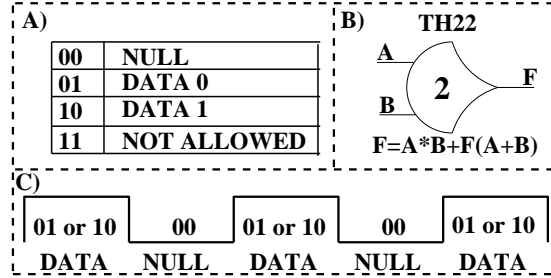 A)
00 NULL
01 DATA 0
10 DATA 1
11 NOT ALLOWED
B)
TH22
A
B
2
F
F=A*B+F(A+B)
C)
01 or 10 00 01 or 10 00 01 or 10
DATA NULL DATA NULL DATA